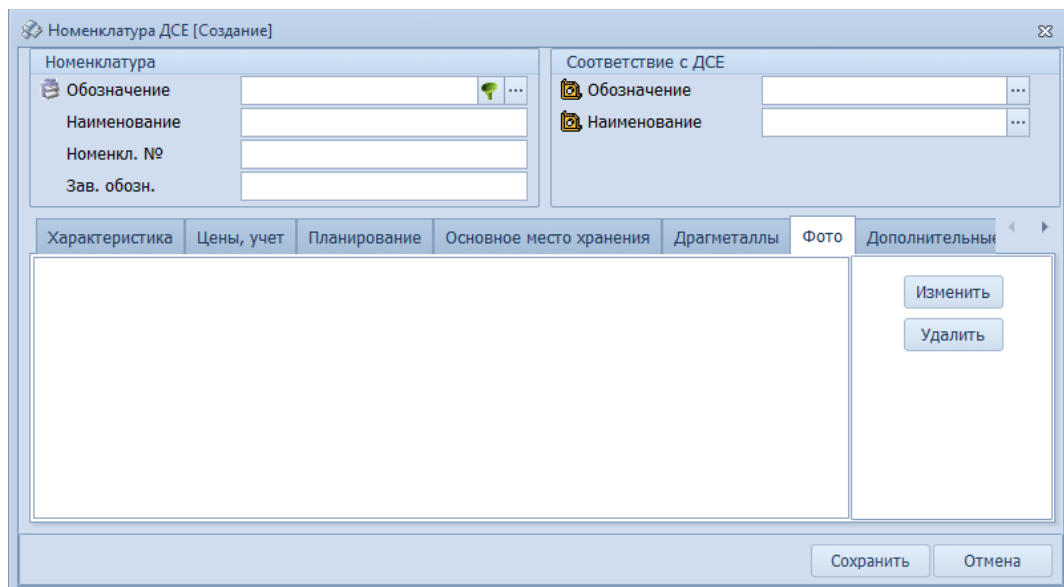 Номенклатура ДСЕ [Создание]
Номенклатура
Обозначение
...
Наименование
Номенкл. №
Зав. обозн.
Соответствие с ДСЕ
Обозначение
...
Наименование
...
Характеристика Цены, учет Планирование Основное место хранения Драгметаллы Фото Дополнительные
Изменить
Удалить
Сохранить Отмена